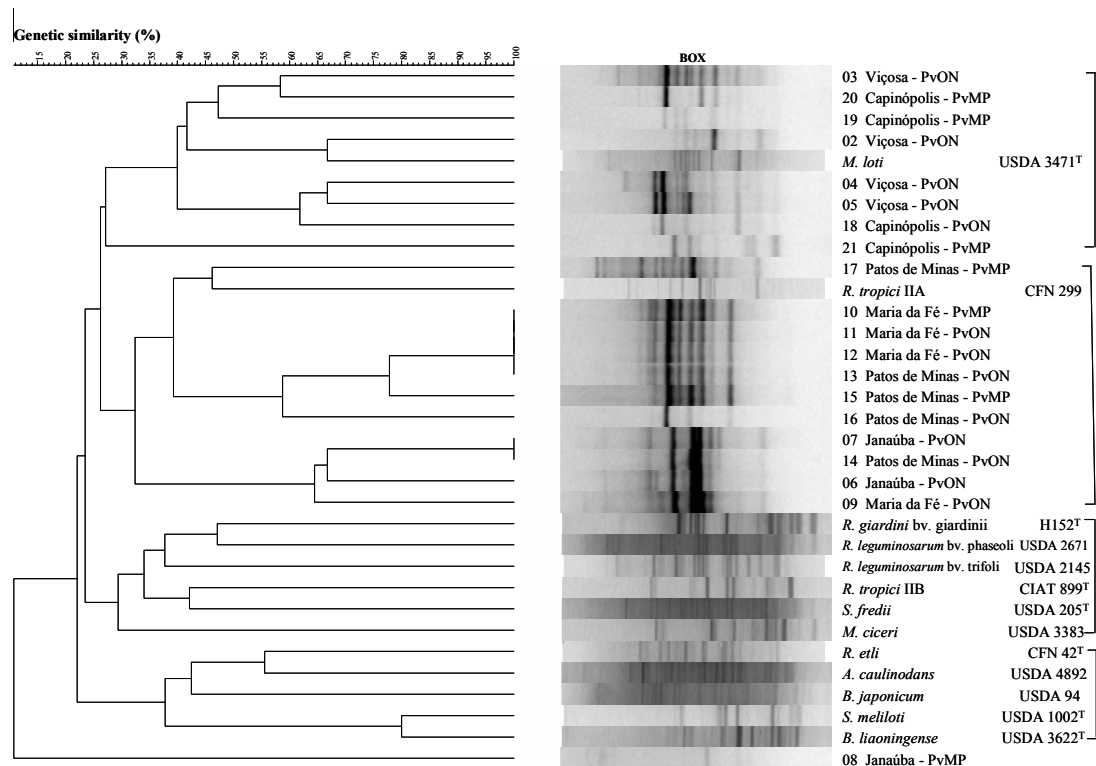 Genetic similarity (%)
15 20 25 30 35 40 45 50 55 60 65 70 75 80 85 90 95 100
BOX
03 Viçosa - PvON
20 Capinópolis - PvMP
19 Capinópolis - PvMP
02 Viçosa - PvON
M. loti USDA 3471T
04 Viçosa - PvON
05 Viçosa - PvON
18 Capinópolis - PvON
21 Capinópolis - PvMP
17 Patos de Minas - PvMP
R. tropici IIA CFN 299
10 Maria da Fé - PvMP
11 Maria da Fé - PvON
12 Maria da Fé - PvON
13 Patos de Minas - PvON
15 Patos de Minas - PvMP
16 Patos de Minas - PvON
07 Janaúba - PvON
14 Patos de Minas - PvON
06 Janaúba - PvON
09 Maria da Fé - PvON
R. giardini bv. giardinii H152T
R. leguminosarum bv. phaseoli USDA 2671
R. leguminosarum bv. trifoli USDA 2145
R. tropici IIB CIAT 899T
S. fredii USDA 205T
M. ciceri USDA 3383
R. etli CFN 42T
A. caulinodans USDA 4892
B. japonicum USDA 94
S. meliloti USDA 1002T
B. liaoningense USDA 3622T
08 Janaúba - PvMP